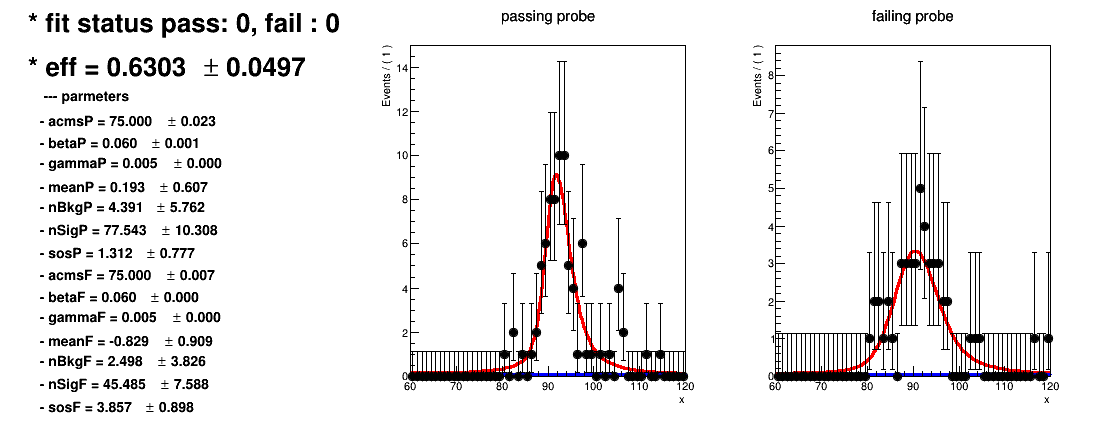 * fit status pass: 0, fail : 0
* eff = 0.6303 ± 0.0497
--- parmeters
- acmsP = 75.000 ± 0.023
- betaP = 0.060 ± 0.001
- gammaP = 0.005 ± 0.000
- meanP = 0.193 ± 0.607
- nBkgP = 4.391 ± 5.762
- nSigP = 77.543 ± 10.308
- sosP = 1.312 ± 0.777
- acmsF = 75.000 ± 0.007
- betaF = 0.060 ± 0.000
- gammaF = 0.005 ± 0.000
- meanF = -0.829 ± 0.909
- nBkgF = 2.498 ± 3.826
- nSigF = 45.485 ± 7.588
- sosF = 3.857 ± 0.898
passing probe
Events / ( 1 )
14
12
10
8
6
4
2
0
60 70 80 90 100 110 120
x
failing probe
Events / ( 1 )
8
7
6
5
4
3
2
1
0
60 70 80 90 100 110 120
x